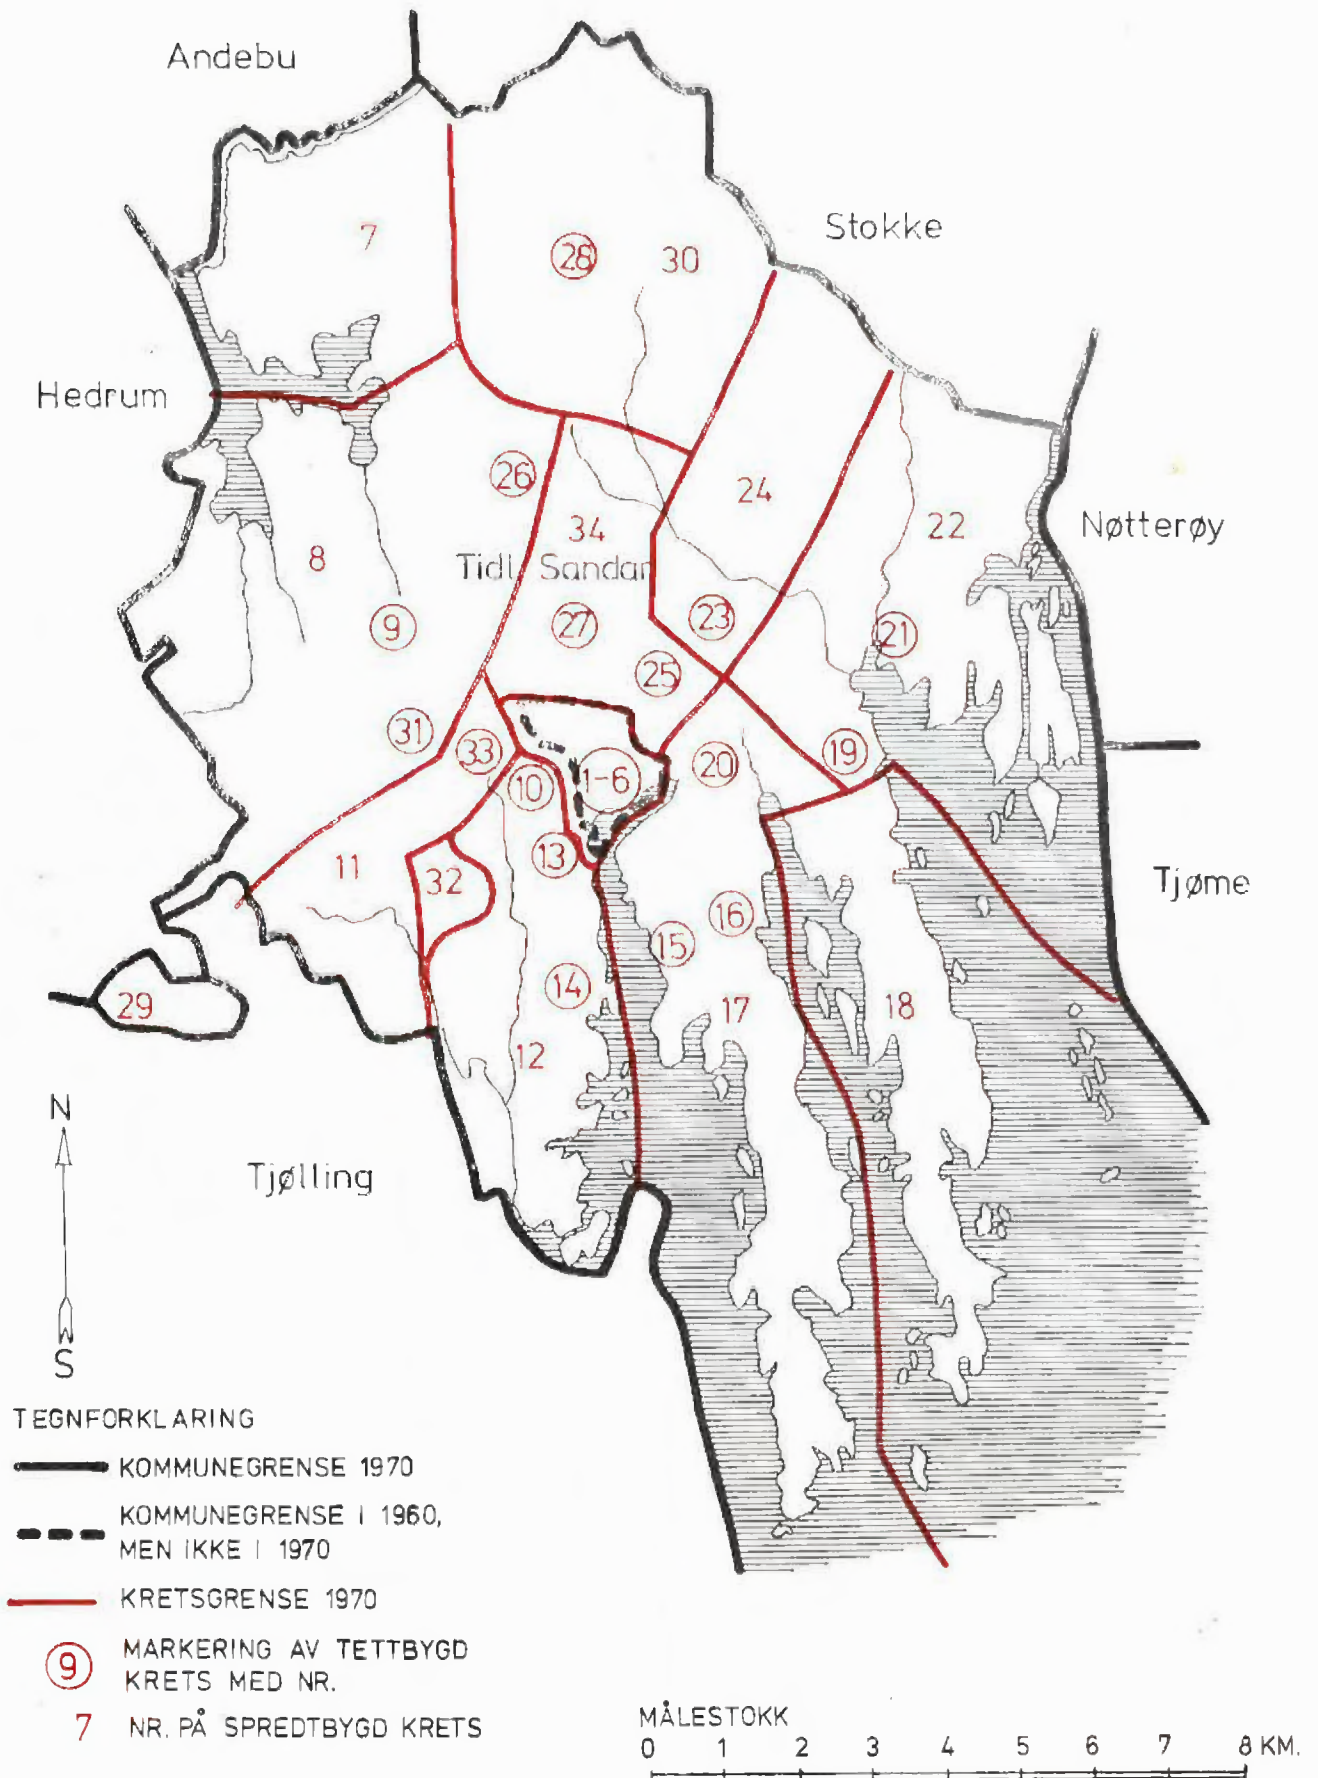 Andebu
Stokke
7
28
30
Hedrum
26
24
34
22
Nøtterøy
8
Tidl. Sandar
9
27
23
21
25
31
33
10
1-6
20
19
13
11
32
Tjøme
16
15
14
29
17
18
12
N
Tjølling
S
TEGNFORKLARING
KOMMUNEGRENSE 1970
KOMMUNEGRENSE I 1960,
MEN IKKE I 1970
KRETSGRENSE 1970
9 MARKERING AV TETTBYGD
KRETS MED NR.
7 NR. PÅ SPREDTBYGD KRETS
MÅLESTOKK
0 1 2 3 4 5 6 7 8 KM.